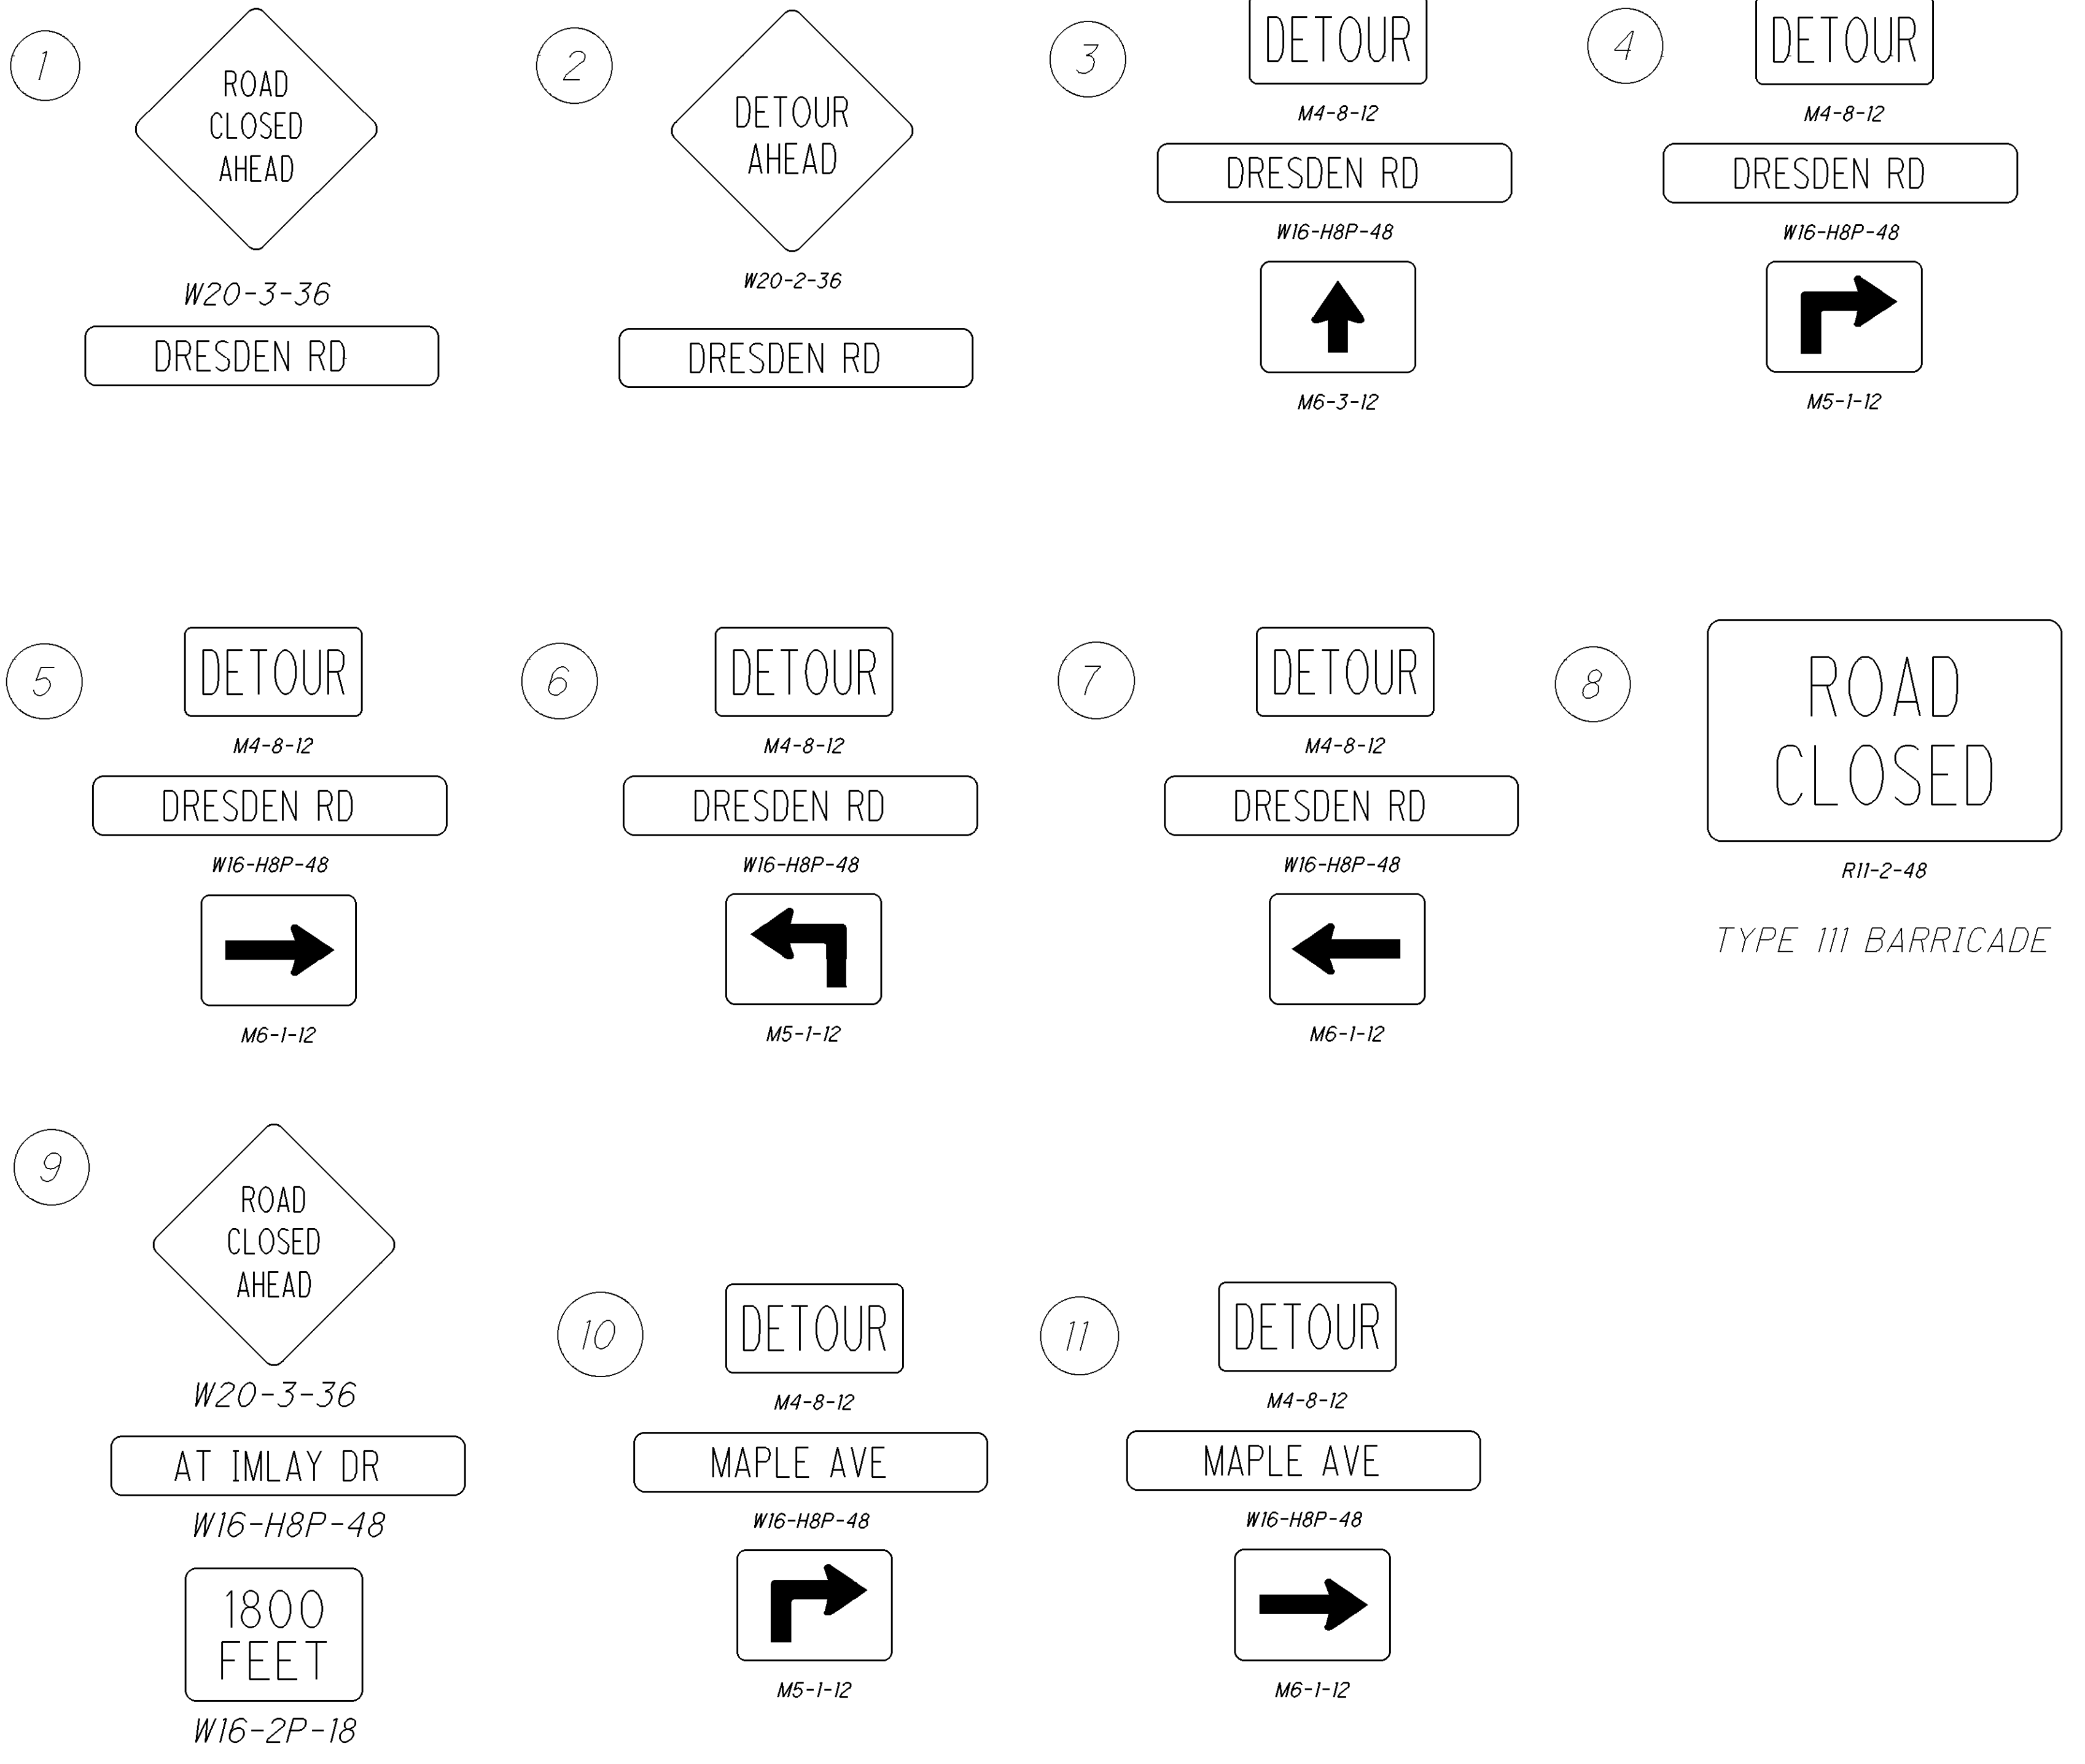 1
ROAD
CLOSED
AHEAD
W20-3-36
DRESDEN RD
2
DETOUR
AHEAD
W20-2-36
DRESDEN RD
3
DETOUR
M4-8-12
DRESDEN RD
W16-H8P-48
M6-3-12
4
DETOUR
M4-8-12
DRESDEN RD
W16-H8P-48
M5-1-12
5
DETOUR
M4-8-12
DRESDEN RD
W16-H8P-48
M6-1-12
6
DETOUR
M4-8-12
DRESDEN RD
W16-H8P-48
M5-1-12
7
DETOUR
M4-8-12
DRESDEN RD
W16-H8P-48
M6-1-12
8
ROAD
CLOSED
R11-2-48
TYPE 111 BARRICADE
9
ROAD
CLOSED
AHEAD
W20-3-36
AT IMLAY DR
W16-H8P-48
1800
FEET
W16-2P-18
10
DETOUR
M4-8-12
MAPLE AVE
W16-H8P-48
M5-1-12
11
DETOUR
M4-8-12
MAPLE AVE
W16-H8P-48
M6-1-12